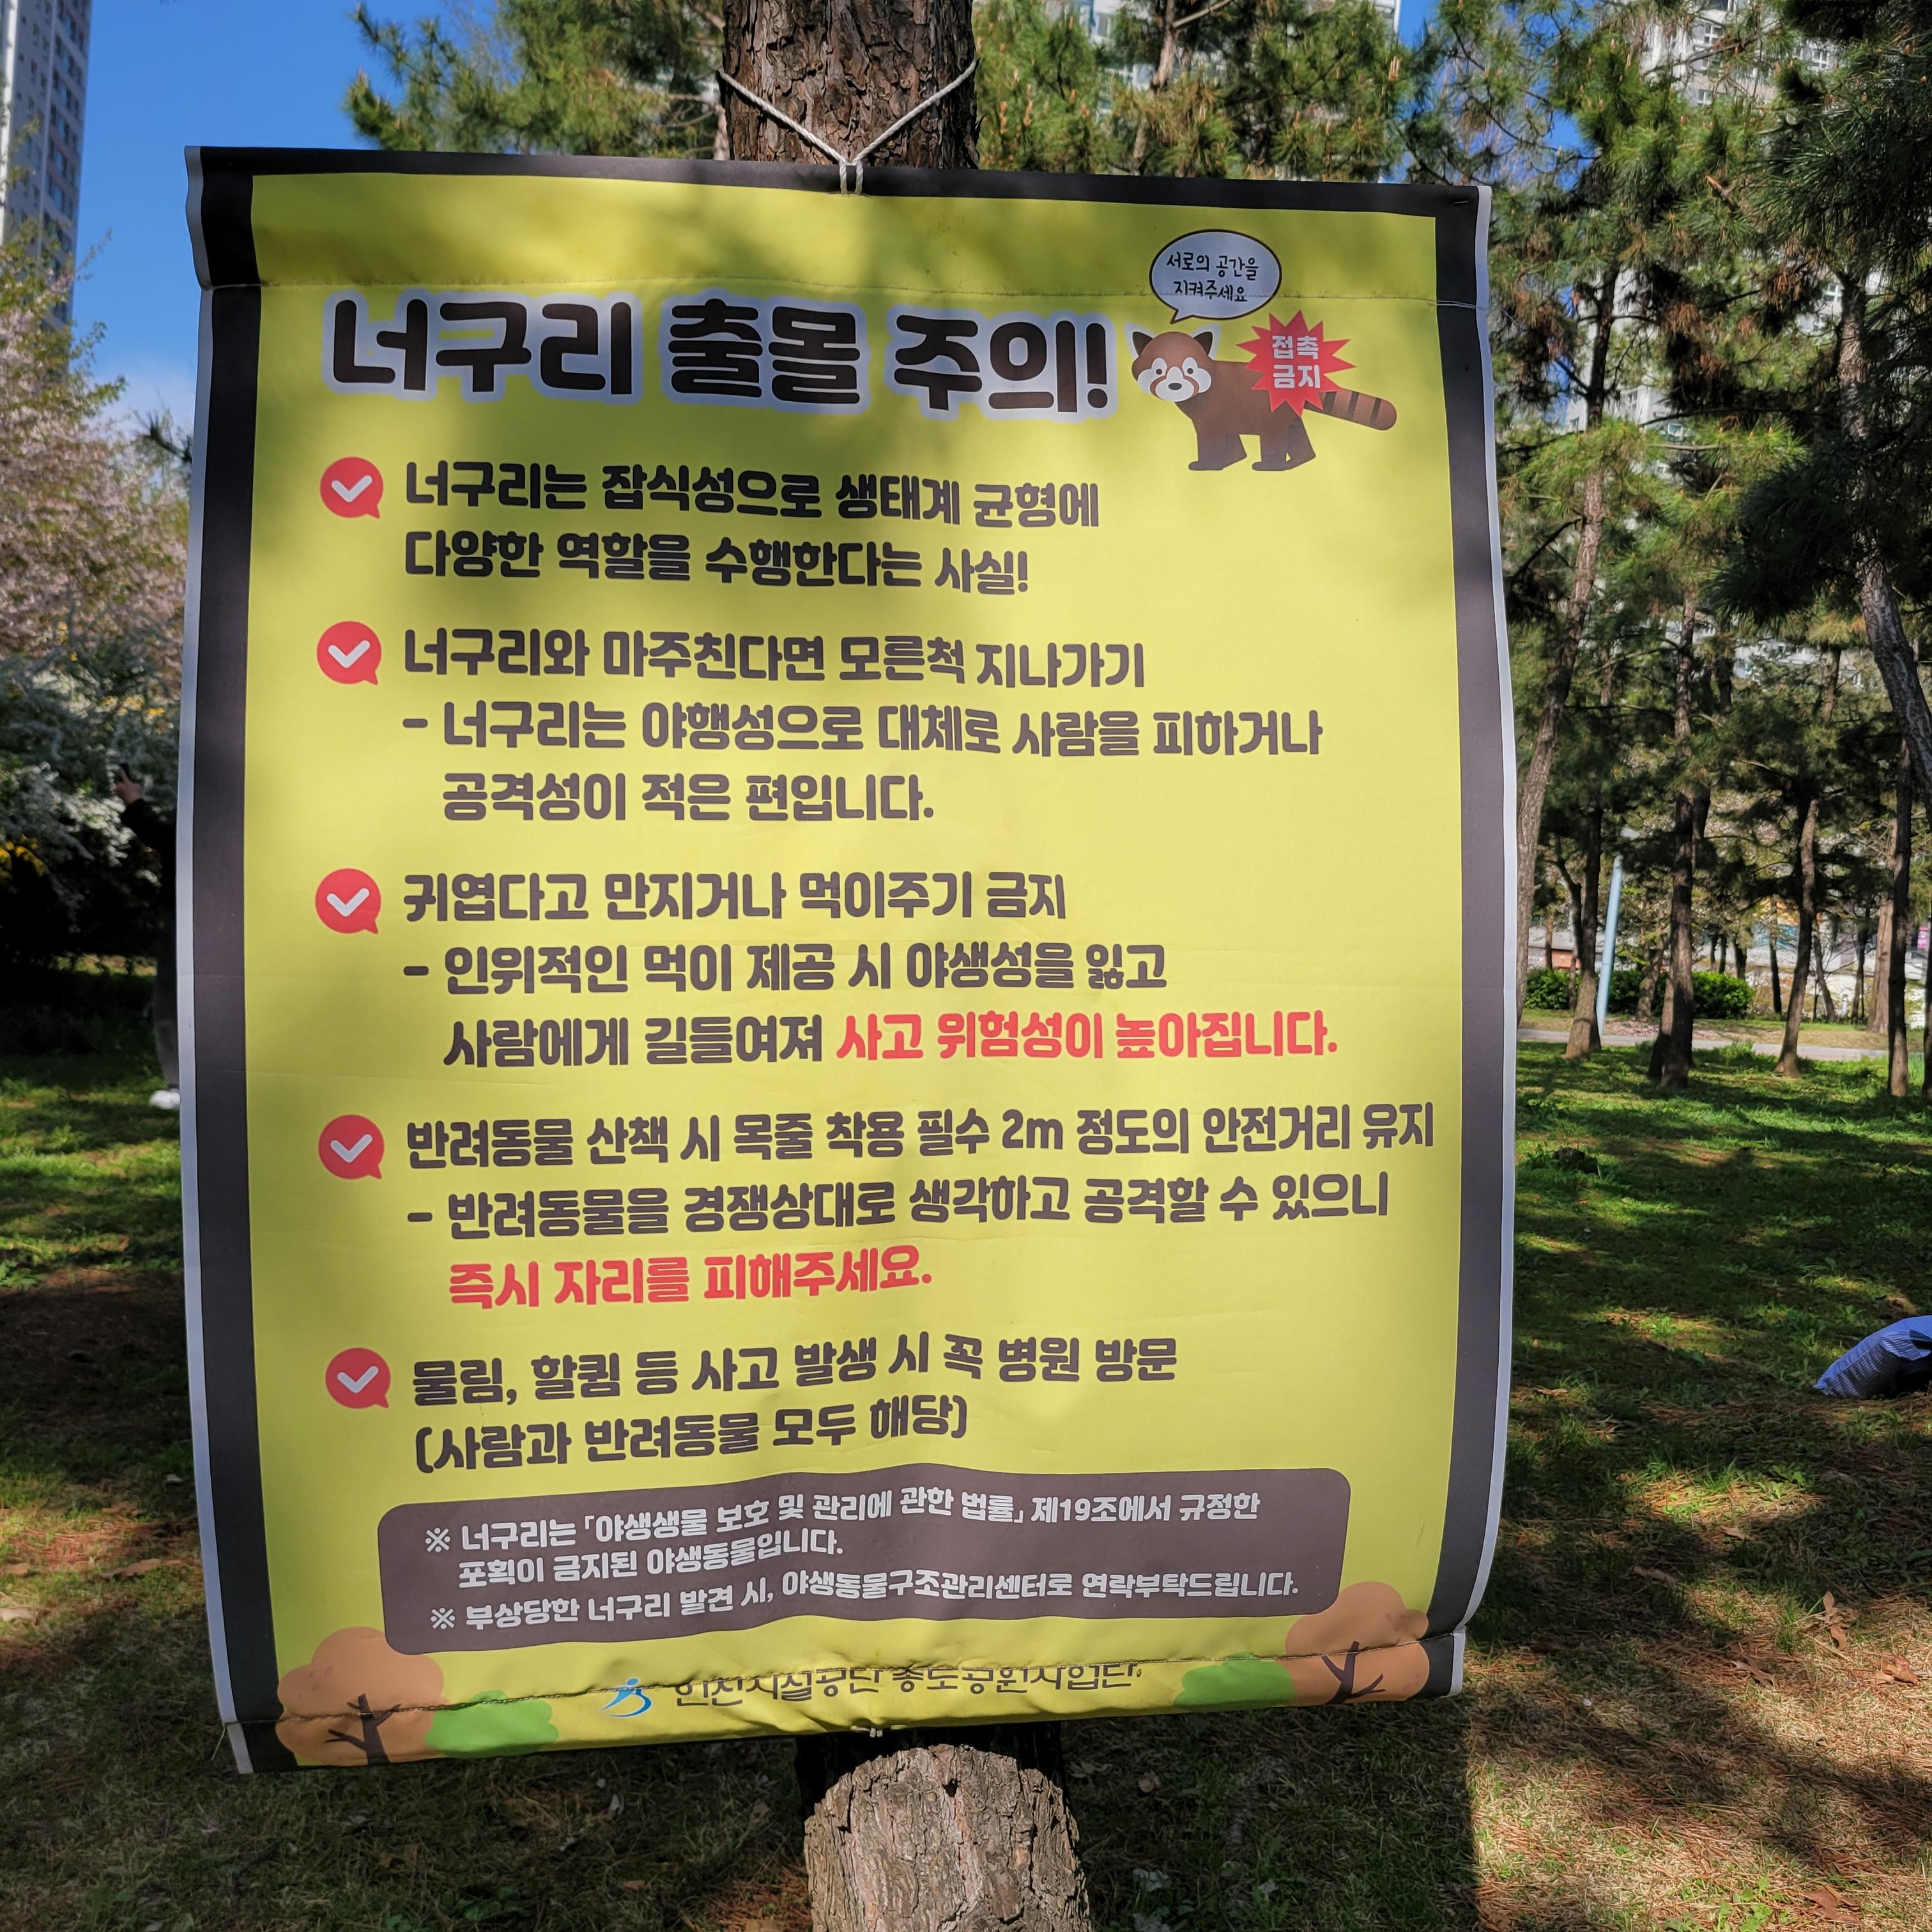 서로의 공간을
지켜주세요
너구리 출몰 주의!
접촉
금지
너구리는 잡식성으로 생태계 균형에
다양한 역할을 수행한다는 사실!
너구리와 마주친다면 모른척 지나가기
- 너구리는 야행성으로 대체로 사람을 피하거나
공격성이 적은 편입니다.
귀엽다고 만지거나 먹이주기 금지
- 인위적인 먹이 제공 시 야생성을 잃고
사람에게 길들여져 사고 위험성이 높아집니다.
반려동물 산책 시 목줄 착용 필수 2m 정도의 안전거리 유지
- 반려동물을 경쟁상대로 생각하고 공격할 수 있으니
즉시 자리를 피해주세요.
물림, 할큄 등 사고 발생 시 꼭 병원 방문
(사람과 반려동물 모두 해당)
※ 너구리는 「야생생물 보호 및 관리에 관한 법률」 제19조에서 규정한
포획이 금지된 야생동물입니다.
※ 부상당한 너구리 발견 시, 야생동물구조관리센터로 연락부탁드립니다.
인천시설공단 송도공원사업단